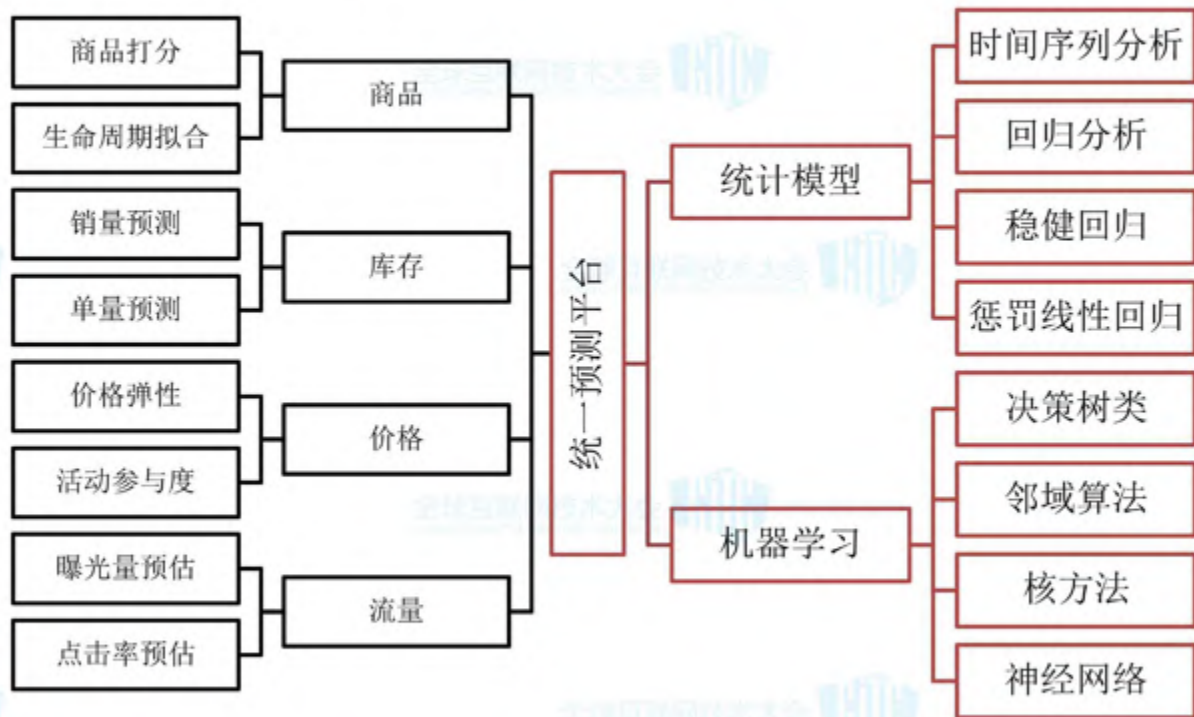 商品打分
生命周期拟合
商品
销量预测
单量预测
库存
价格弹性
活动参与度
价格
曝光量预估
点击率预估
流量
统一预测平台
统计模型
时间序列分析
回归分析
稳健回归
惩罚线性回归
机器学习
决策树类
邻域算法
核方法
神经网络